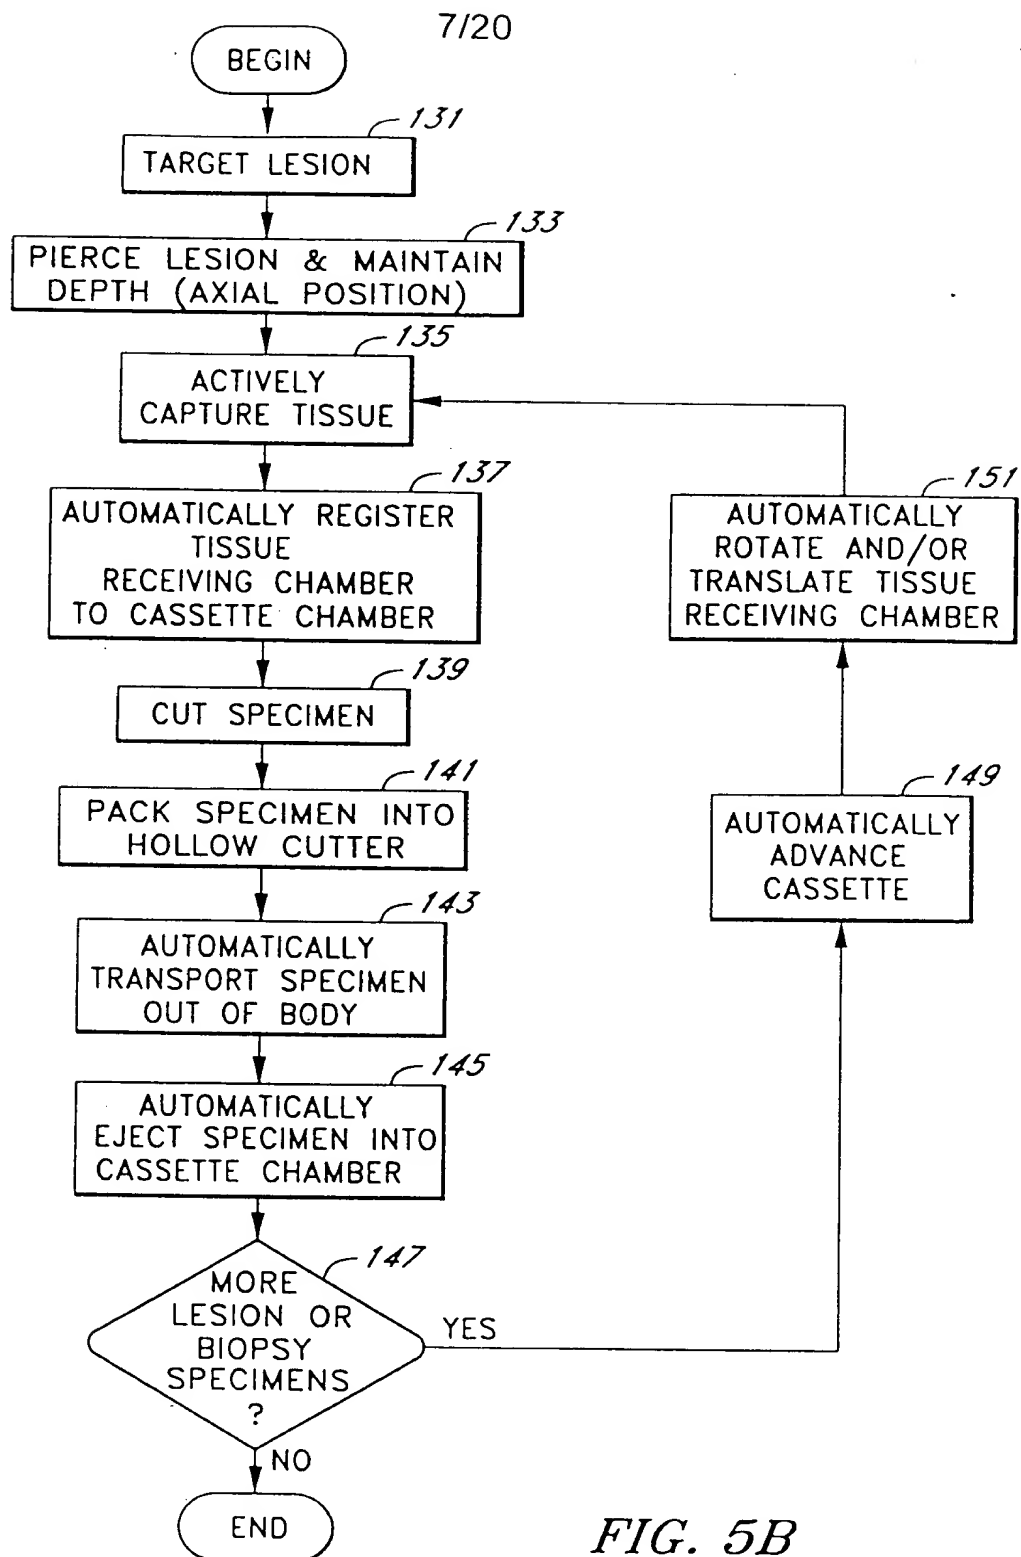 7/20
BEGIN
131
TARGET LESION
133
PIERCE LESION & MAINTAIN
DEPTH (AXIAL POSITION)
135
ACTIVELY
CAPTURE TISSUE
137
AUTOMATICALLY REGISTER
TISSUE
RECEIVING CHAMBER
TO CASSETTE CHAMBER
139
CUT SPECIMEN
141
PACK SPECIMEN INTO
HOLLOW CUTTER
143
AUTOMATICALLY
TRANSPORT SPECIMEN
OUT OF BODY
145
AUTOMATICALLY
EJECT SPECIMEN INTO
CASSETTE CHAMBER
147
MORE
LESION OR
BIOPSY
SPECIMENS
?
YES
NO
END
149
AUTOMATICALLY
ADVANCE
CASSETTE
151
AUTOMATICALLY
ROTATE AND/OR
TRANSLATE TISSUE
RECEIVING CHAMBER
FIG. 5B